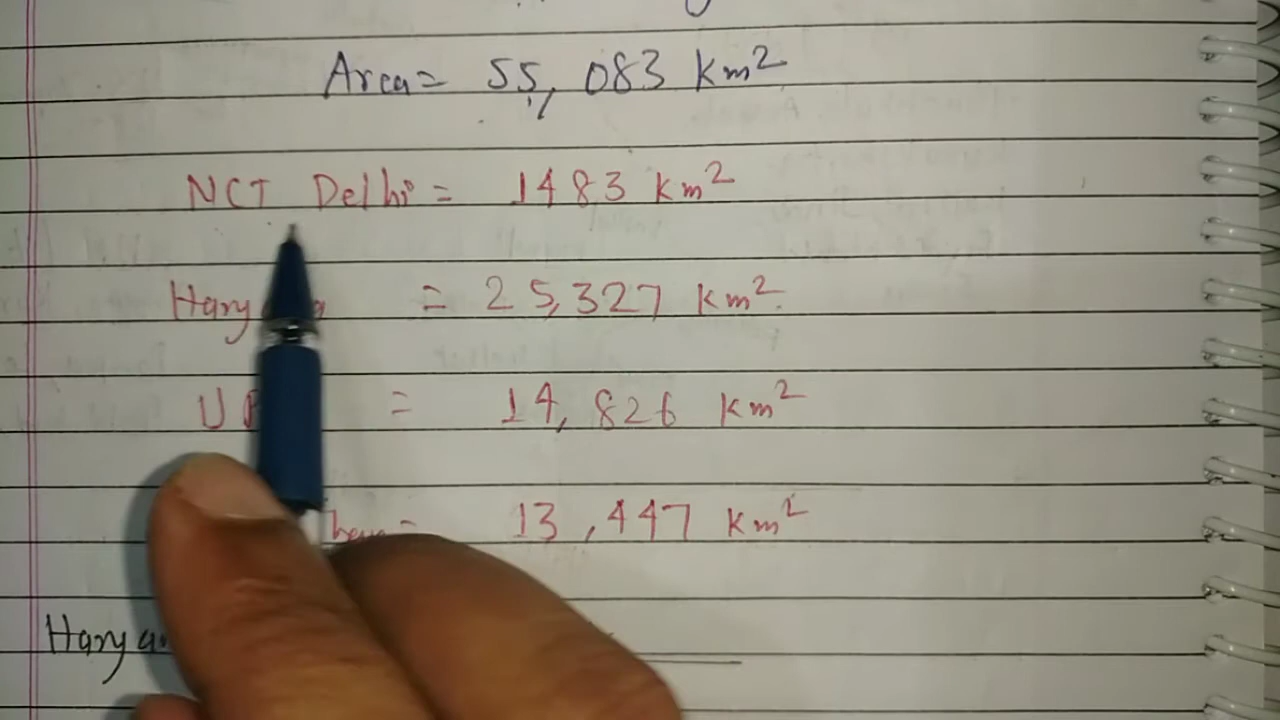 Area = 55,083 Km²
NCT Delhi = 1483 Km²
= 25,327 Km²
= 14,826 Km²
13,447 Km²